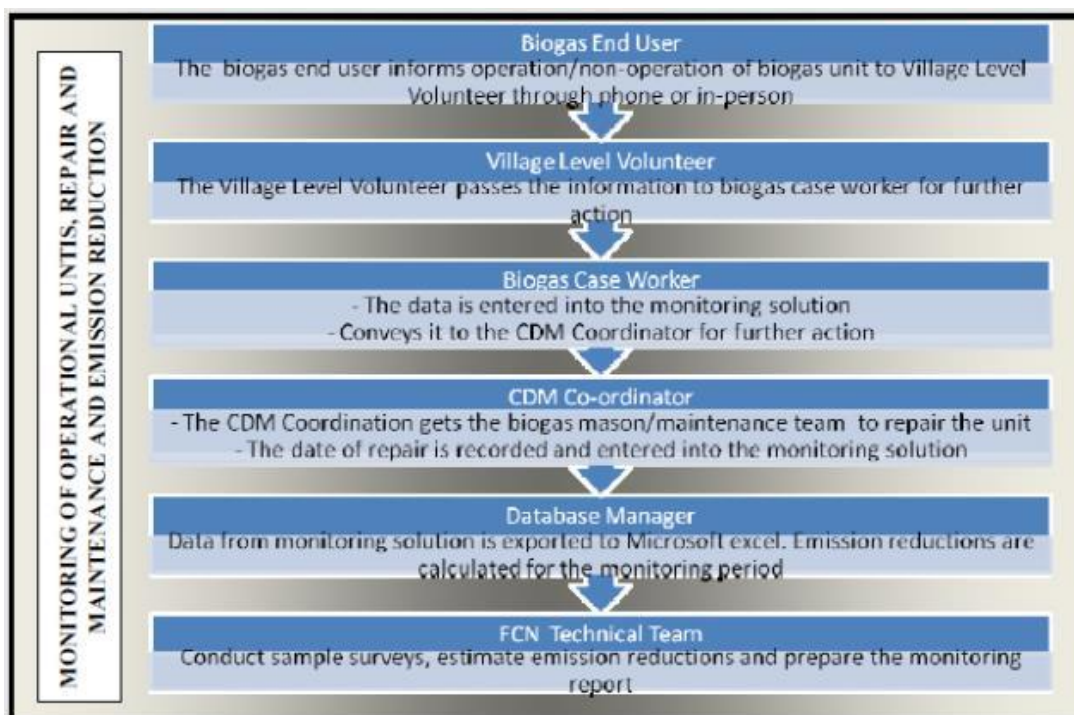 MONITORING OF OPERATIONAL UNTIS, REPAIR AND
MAINTENANCE AND EMISSION REDUCTION
Biogas End User
The biogas end user informs operation/non-operation of biogas unit to Village Level
Volunteer through phone or in-person
Village Level Volunteer
The Village Level Volunteer passes the information to biogas case worker for further
action
Biogas Case Worker
- The data is entered into the monitoring solution
- Conveys it to the CDM Coordinator for further action
CDM Co-ordinator
- The CDM Coordination gets the biogas mason/maintenance team to repair the unit
- The date of repair is recorded and entered into the monitoring solution
Database Manager
Data from monitoring solution is exported to Microsoft excel. Emission reductions are
calculated for the monitoring period
FCN Technical Team
Conduct sample surveys, estimate emission reductions and prepare the monitoring
report